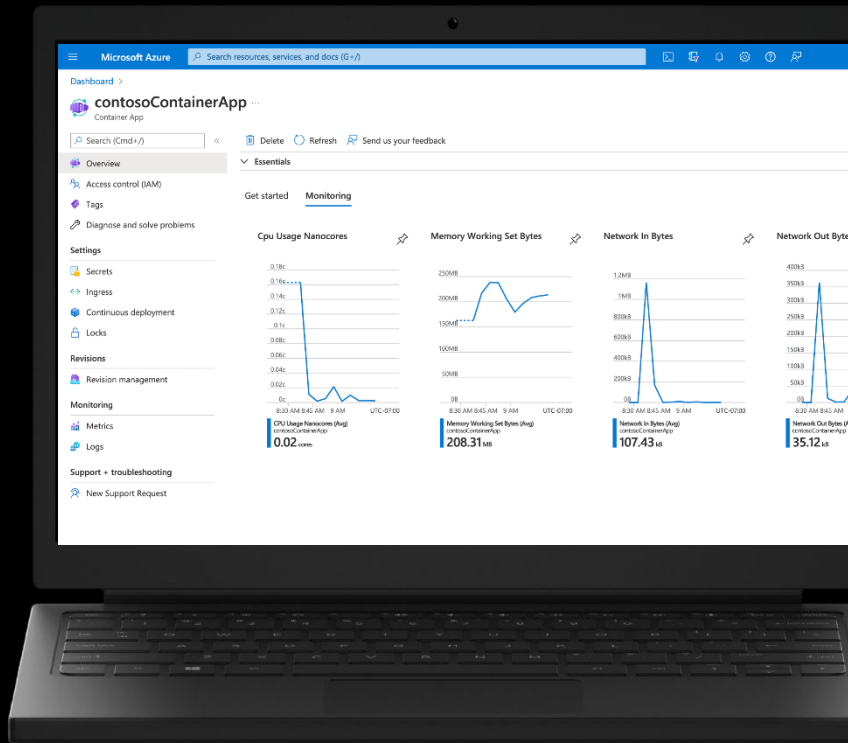 Microsoft Azure
Search resources, services, and docs (G+/)
Dashboard >
contosoContainerApp ...
Container App
Search (Cmd+/)
«
Delete
Refresh
Send us your feedback
Essentials
Overview
Access control (IAM)
Tags
Diagnose and solve problems
Settings
Secrets
Ingress
Continuous deployment
Locks
Revisions
Revision management
Monitoring
Metrics
Logs
Support + troubleshooting
New Support Request
Get started
Monitoring
Cpu Usage Nanocores
0.18c
0.16c
0.14c
0.12c
0.1c
0.08c
0.06c
0.04c
0.02c
0c
8:30 AM 8:45 AM 9 AM UTC-07:00
CPU Usage Nanocores (Avg)
contosoContainerApp
0.02 cores
Memory Working Set Bytes
250MB
200MB
150MB
100MB
50MB
0B
8:30 AM 8:45 AM 9 AM UTC-07:00
Memory Working Set Bytes (Avg)
contosoContainerApp
208.31 MB
Network In Bytes
1.2MB
1MB
800kB
600kB
400kB
200kB
0B
8:30 AM 8:45 AM 9 AM UTC-07:00
Network In Bytes (Avg)
contosoContainerApp
107.43 kB
Network Out Byte
400kB
350kB
300kB
250kB
200kB
150kB
100kB
50kB
0B
8:30 AM 8:45 AM
Network Out Bytes (A
contosoContainerApp
35.12 kB